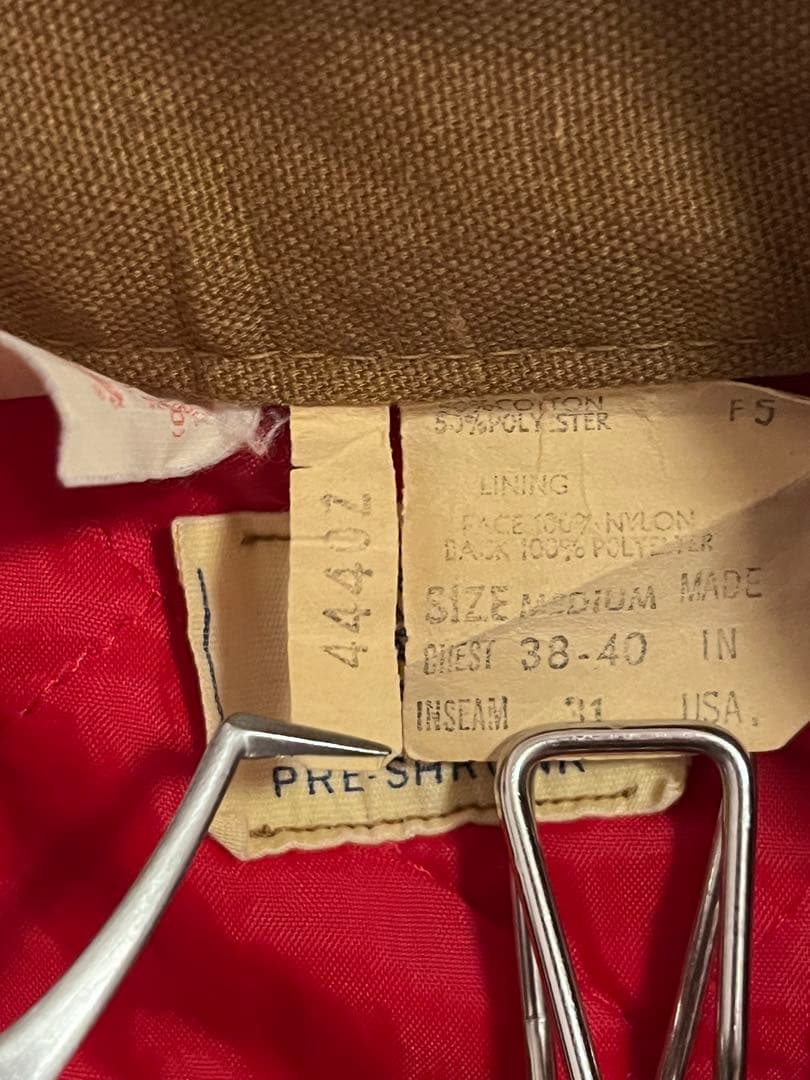 COTTON
50% POLYESTER
F5
LINING
FACE 100% NYLON
BACK 100% POLYESTER
SIZE MEDIUM
CHEST 38-40
INSEAM 31
MADE
IN
USA.
44402
PRE-SHRUNK